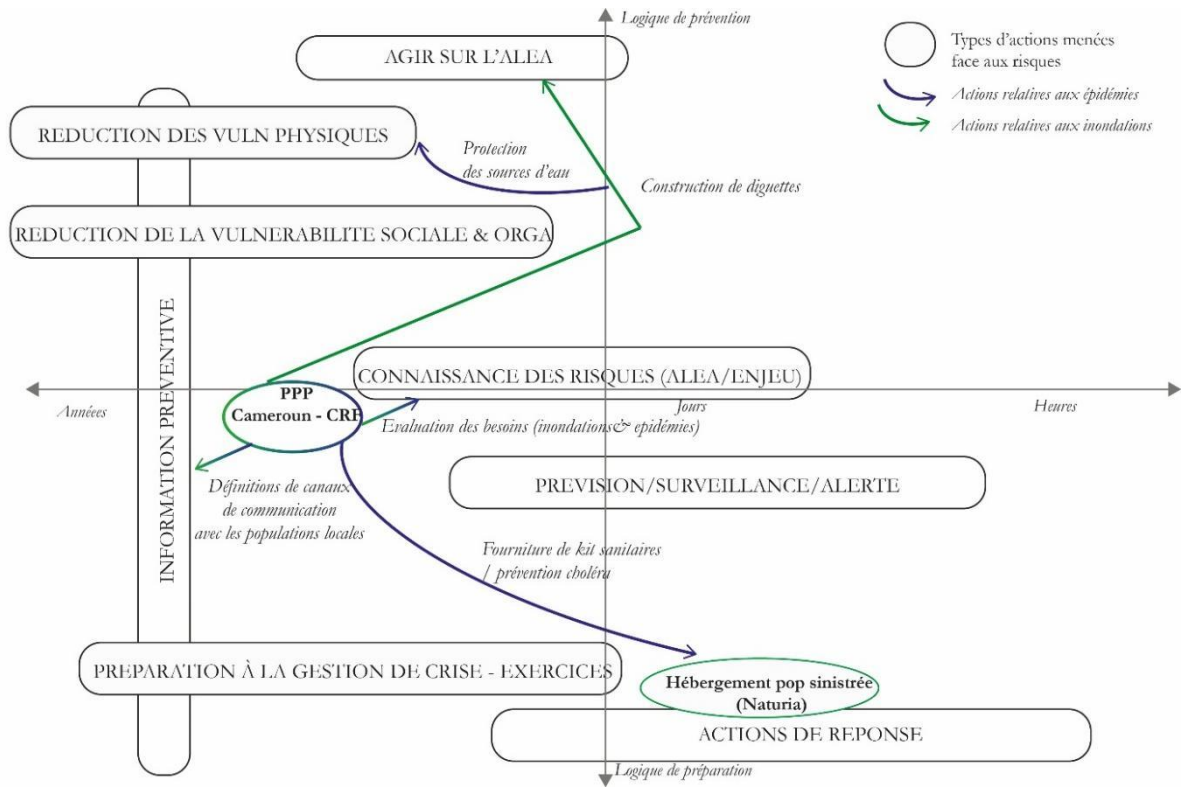 Logique de prévention
Types d'actions menées
face aux risques
Actions relatives aux épidémies
Actions relatives aux inondations
AGIR SUR L'ALEA
REDUCTION DES VULN PHYSIQUES
Protection
des sources d'eau
Construction de diguettes
REDUCTION DE LA VULNERABILITE SOCIALE & ORGA
INFORMATION PREVENTIVE
CONNAISSANCE DES RISQUES (ALEA/ENJEU)
PPP
Cameroun - CRF
Annéees
Jours
Heures
Evaluation des besoins (inondations& epidémies)
PREVISION/SURVEILLANCE/ALERTE
Définitions de canaux
de communication
avec les populations locales
Fourniture de kit sanitaires
/ prévention choléra
PREPARATION À LA GESTION DE CRISE - EXERCICES
Hébergement pop sinistrée
(Naturia)
ACTIONS DE REPONSE
Logique de préparation